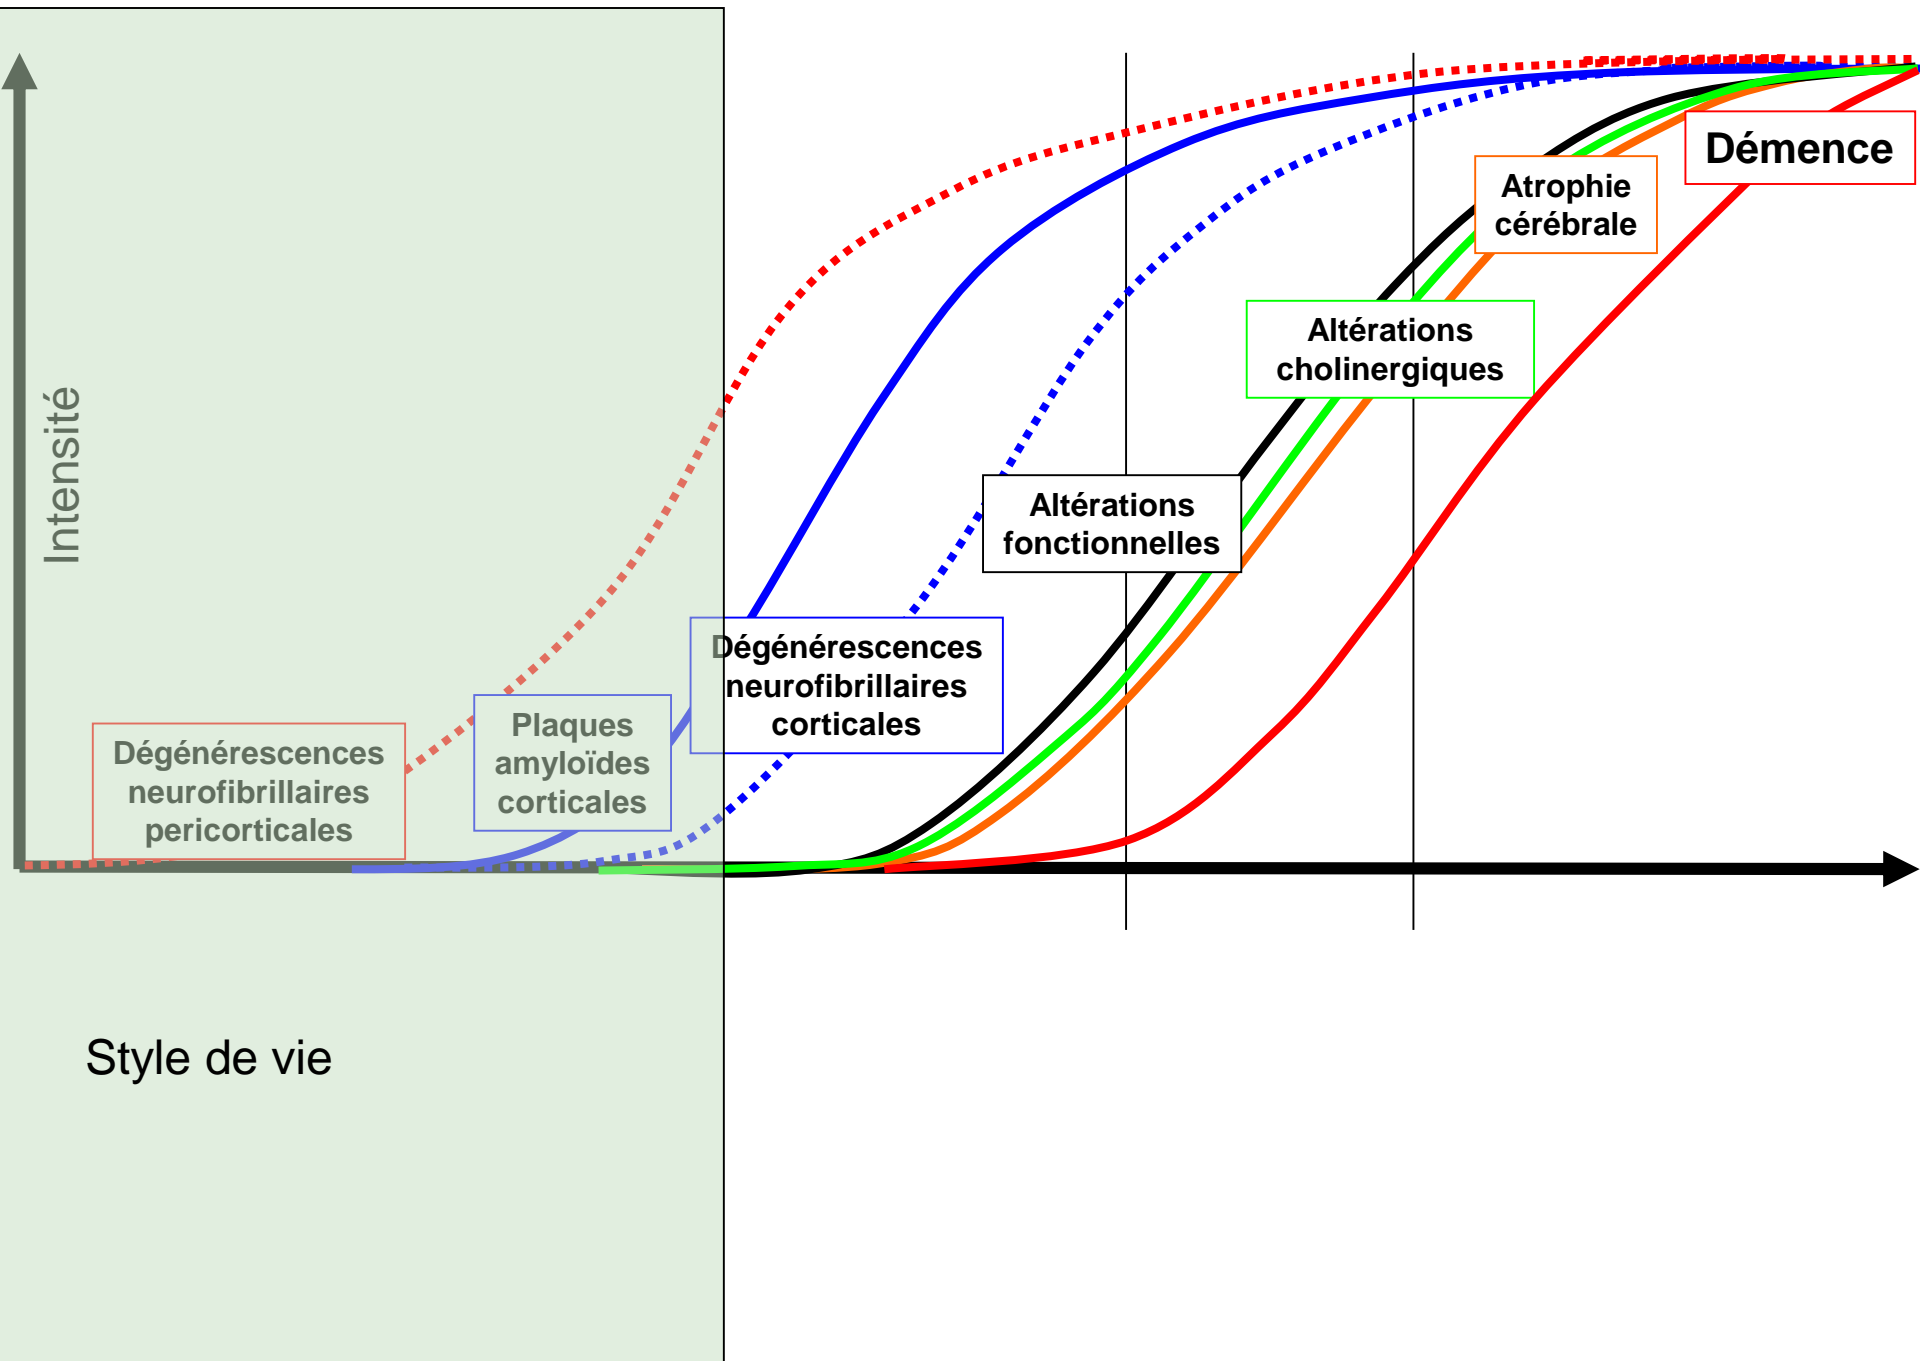 Démence
Atrophie
cérébrale
Altérations
cholinergiques
Intensité
Altérations
fonctionnelles
Dégénérescences
neurofibrillaires
corticales
Plaques
amyloïdes
corticales
Dégénérescences
neurofibrillaires
pericorticales
Style de vie